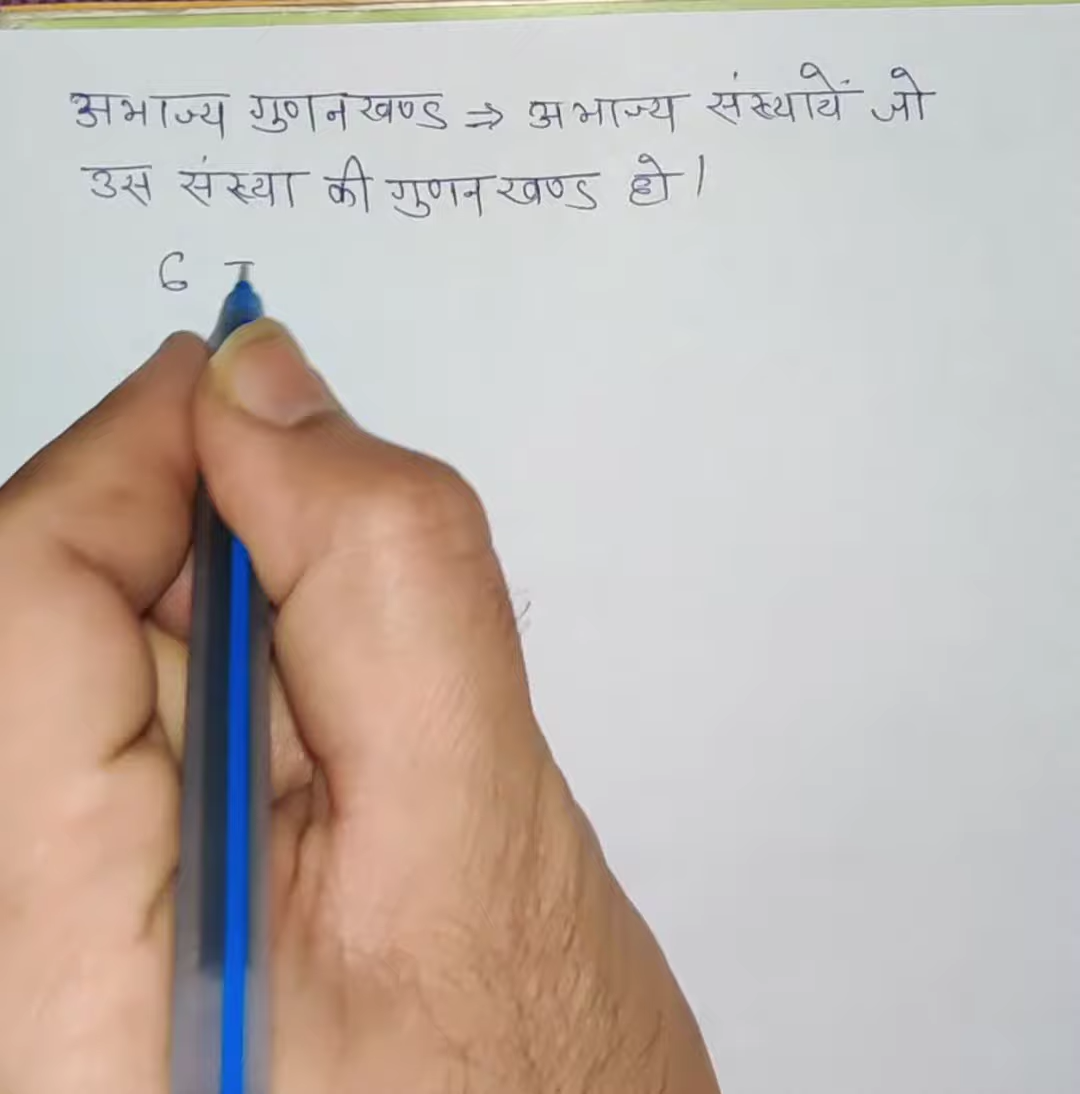 अभाज्य गुणनखण्ड ⇒ अभाज्य संख्यायें जो
उस संख्या की गुणनखण्ड हो।
6